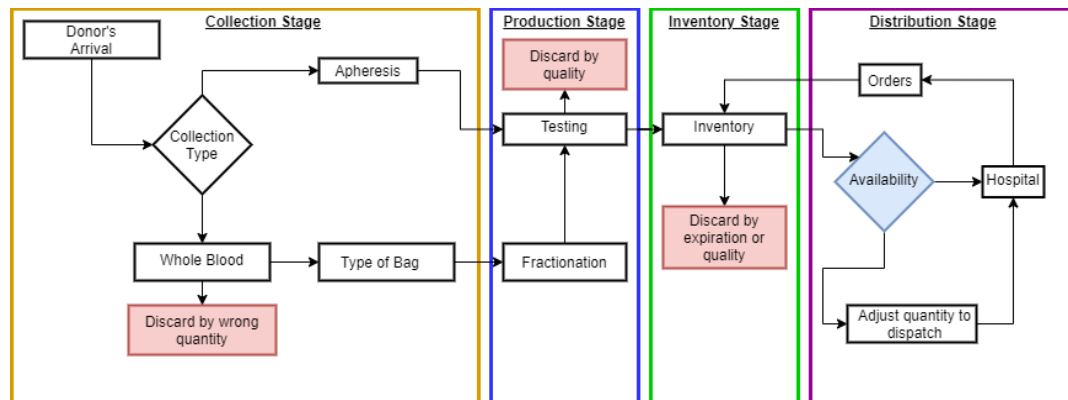 Collection Stage
Donor's
Arrival
Apheresis
Collection
Type
Whole Blood
Type of Bag
Discard by wrong
quantity
Production Stage
Discard by
quality
Testing
Fractionation
Inventory Stage
Inventory
Discard by
expiration or
quality
Distribution Stage
Orders
Availability
Hospital
Adjust quantity to
dispatch